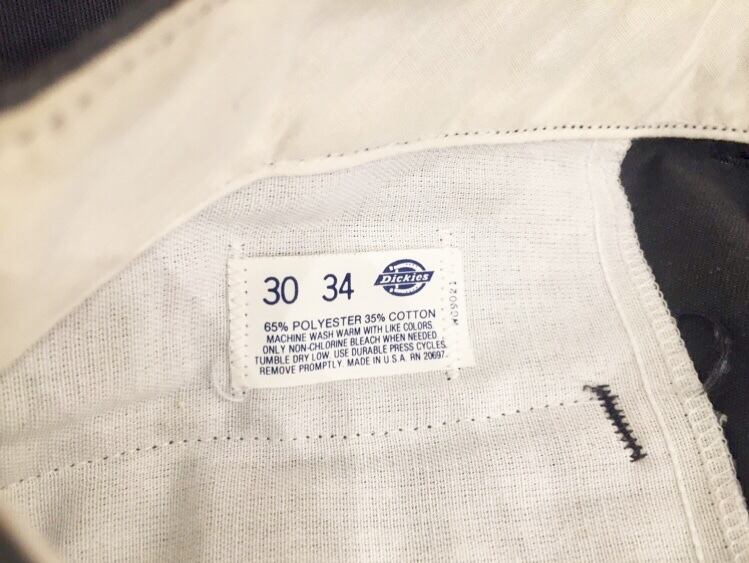 30 34 Dickies
65% POLYESTER 35% COTTON
MACHINE WASH WARM WITH LIKE COLORS.
ONLY NON-CHLORINE BLEACH WHEN NEEDED.
TUMBLE DRY LOW. USE DURABLE PRESS CYCLES.
REMOVE PROMPTLY. MADE IN U.S.A. RN 20697.